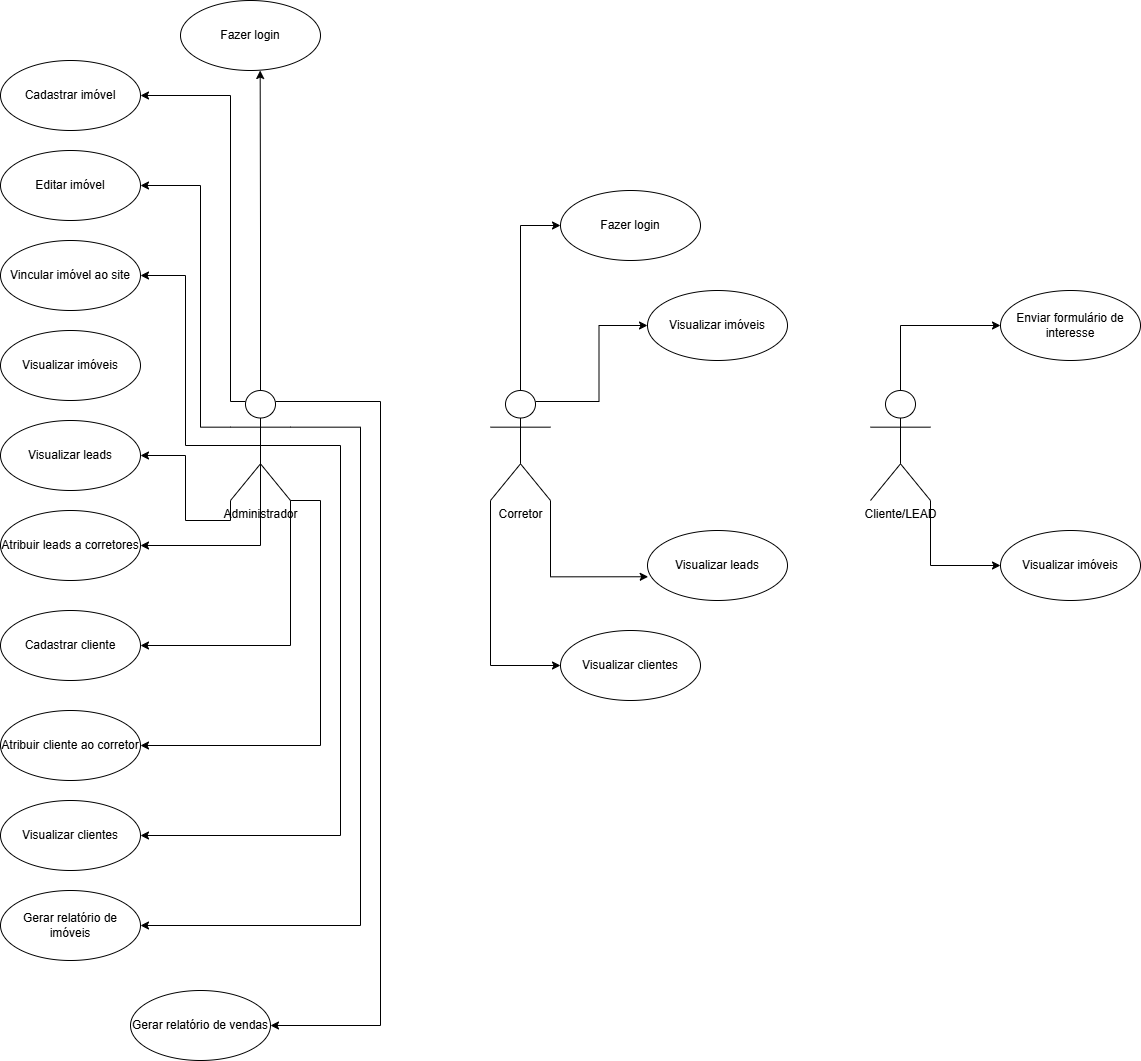 Fazer login
Cadastrar imóvel
Editar imóvel
Vincular imóvel ao site
Visualizar imóveis
Visualizar leads
Administrador
Atribuir leads a corretores
Cadastrar cliente
Atribuir cliente ao corretor
Visualizar clientes
Gerar relatório de
imóveis
Gerar relatório de vendas
Fazer login
Visualizar imóveis
Corretor
Visualizar leads
Visualizar clientes
Enviar formulário de
interesse
Cliente/LEAD
Visualizar imóveis